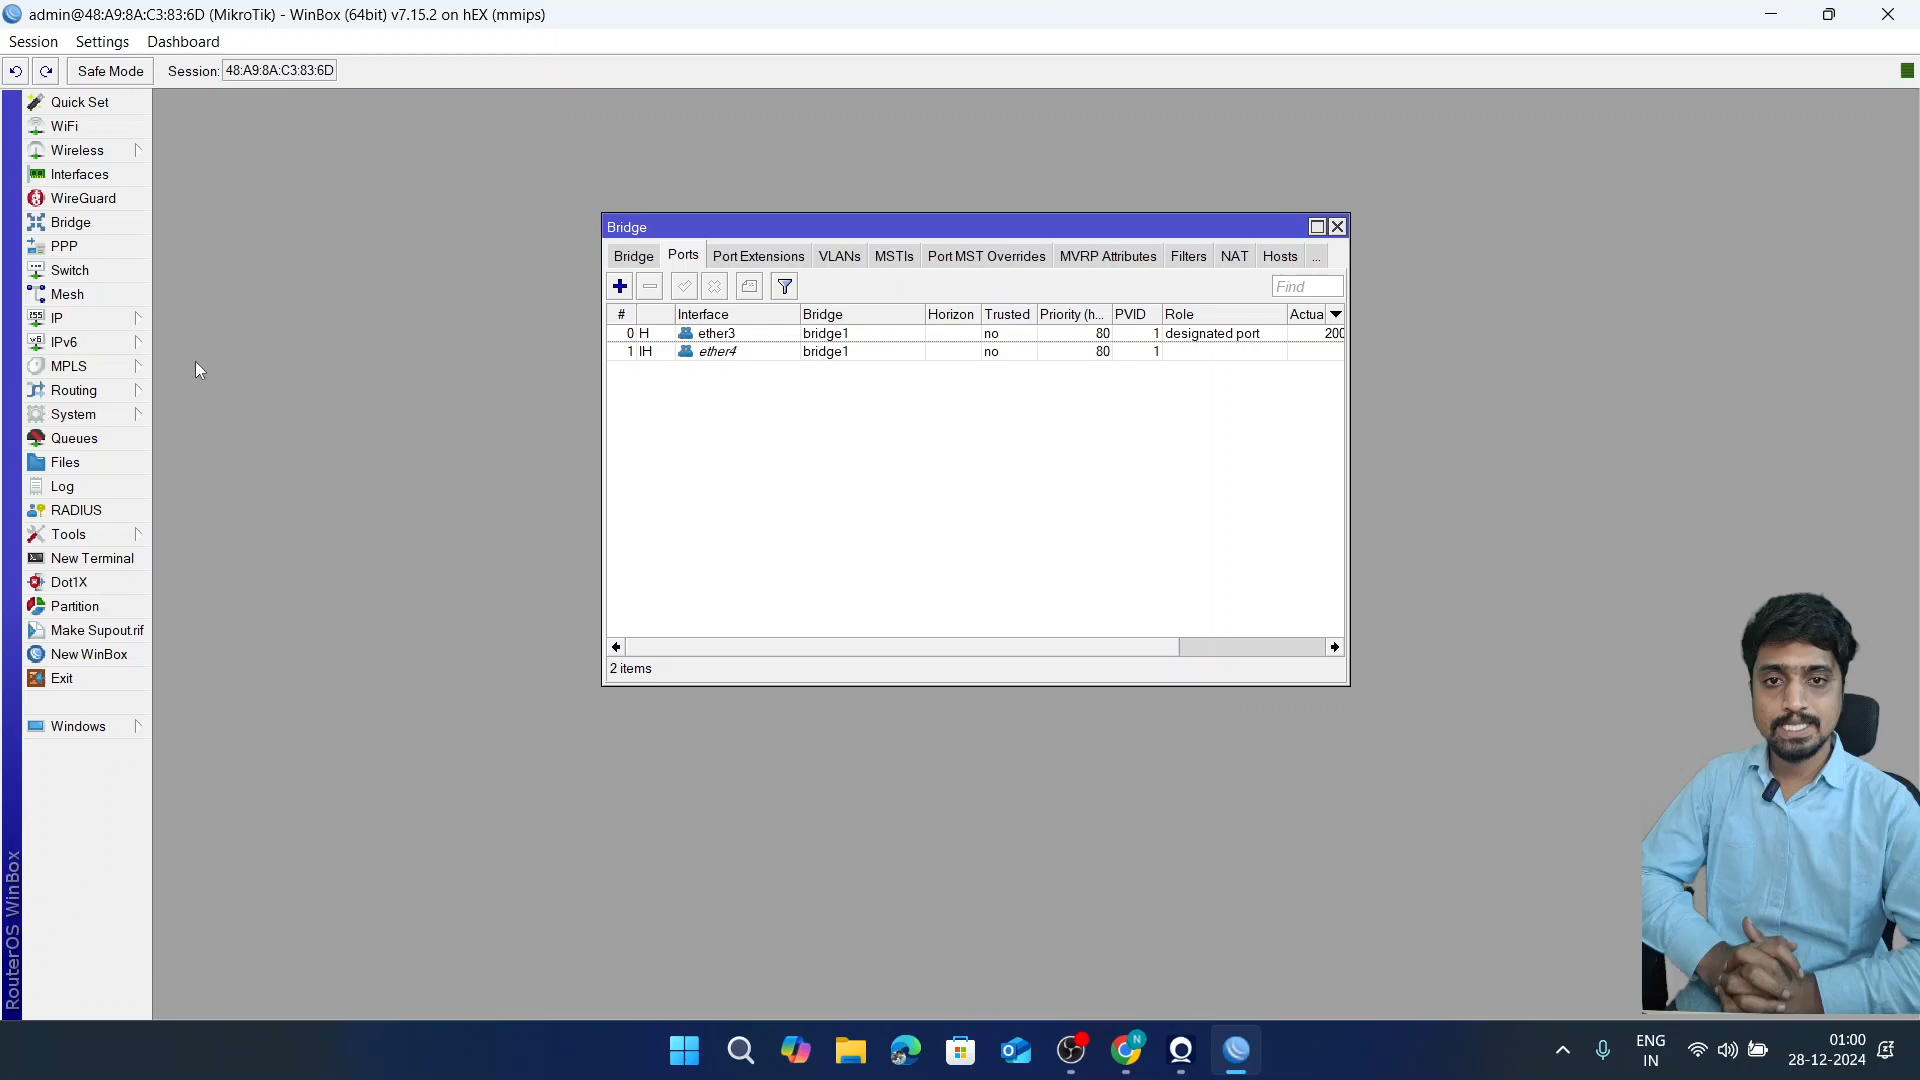 admin@48:A9:8A:C3:83:6D (MikroTik) - WinBox (64bit) v7.15.2 on hEX (mmips)
Session Settings Dashboard
Safe Mode Session: 48:A9:8A:C3:83:6D
Quick Set
WiFi
Wireless
Interfaces
WireGuard
Bridge
PPP
Switch
Mesh
IP
IPv6
MPLS
Routing
System
Queues
Files
Log
RADIUS
Tools
New Terminal
Dot1X
Partition
Make Supout.rif
New WinBox
Exit
Windows
RouterOS WinBox
Bridge
Bridge Ports Port Extensions VLANs MSTIs Port MST Overrides MVRP Attributes Filters NAT Hosts ...
Find
# Interface Bridge Horizon Trusted Priority (h... PVID Role Actua
0 H ether3 bridge1 no 80 1 designated port 200
1 IH ether4 bridge1 no 80 1
2 items
ENG
IN
01:00
28-12-2024